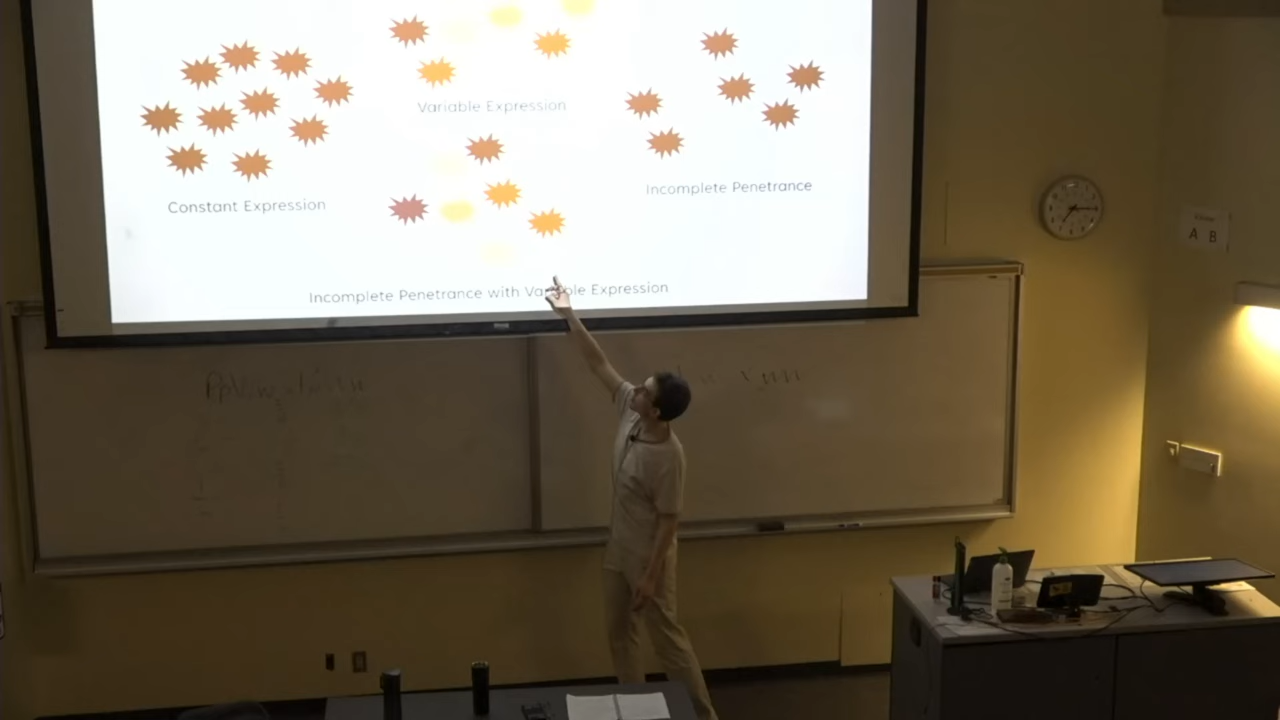 Variable Expression
Constant Expression
Incomplete Penetrance
Incomplete Penetrance with Variable Expression
A B